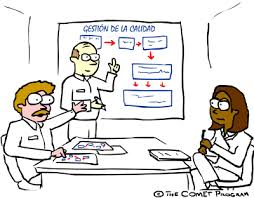 GESTIÓN DE LA CALIDAD
© THE COMET PROGRAM